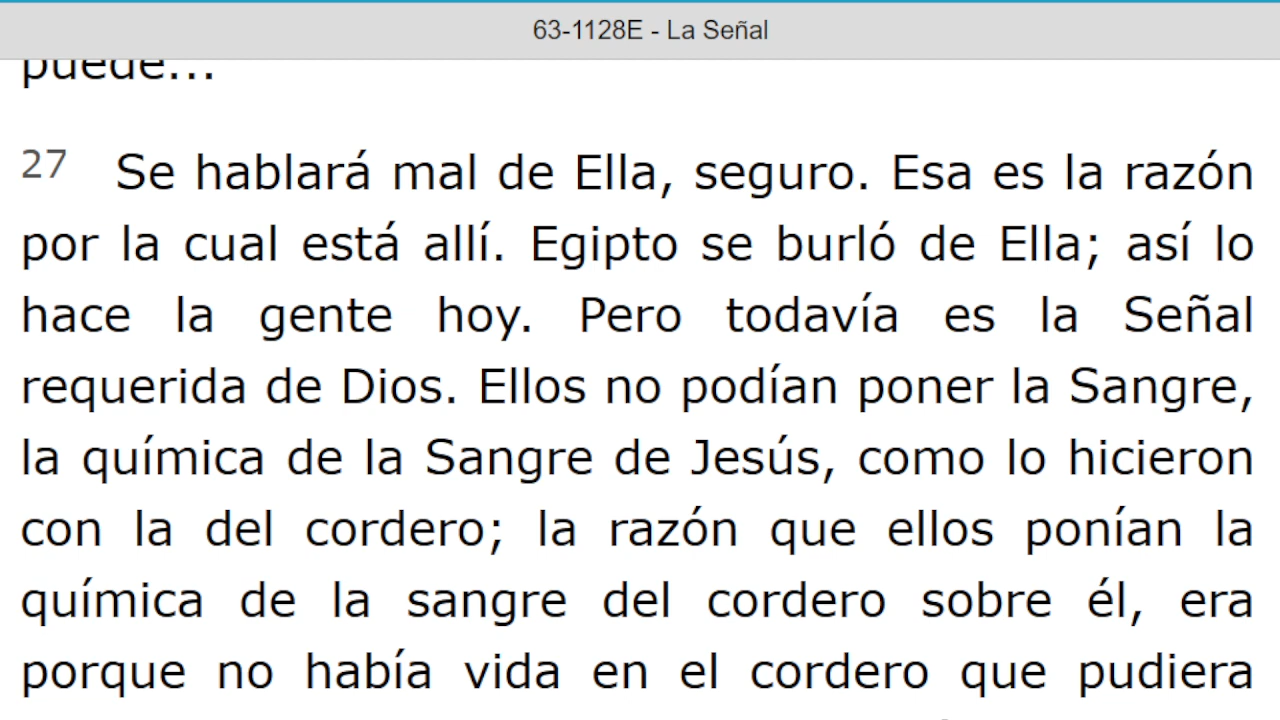 63-1128E - La Señal
puede...
27 Se hablará mal de Ella, seguro. Esa es la razón
por la cual está allí. Egipto se burló de Ella; así lo
hace la gente hoy. Pero todavía es la Señal
requerida de Dios. Ellos no podían poner la Sangre,
la química de la Sangre de Jesús, como lo hicieron
con la del cordero; la razón que ellos ponían la
química de la sangre del cordero sobre él, era
porque no había vida en el cordero que pudiera